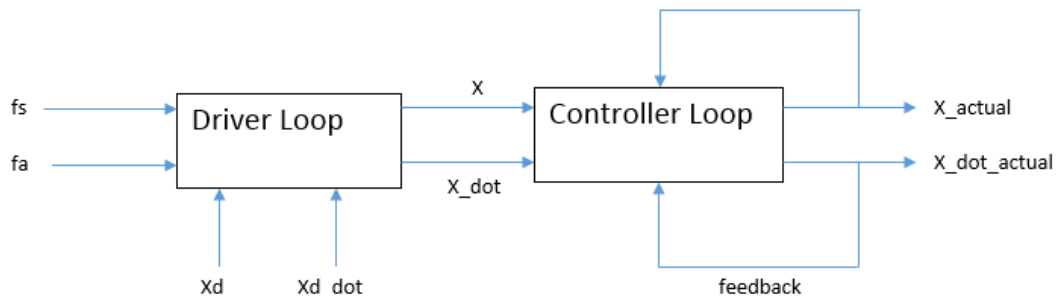 X
fs
Driver Loop
Controller Loop
X_actual
fa
X_dot
X_dot_actual
Xd
Xd dot
feedback